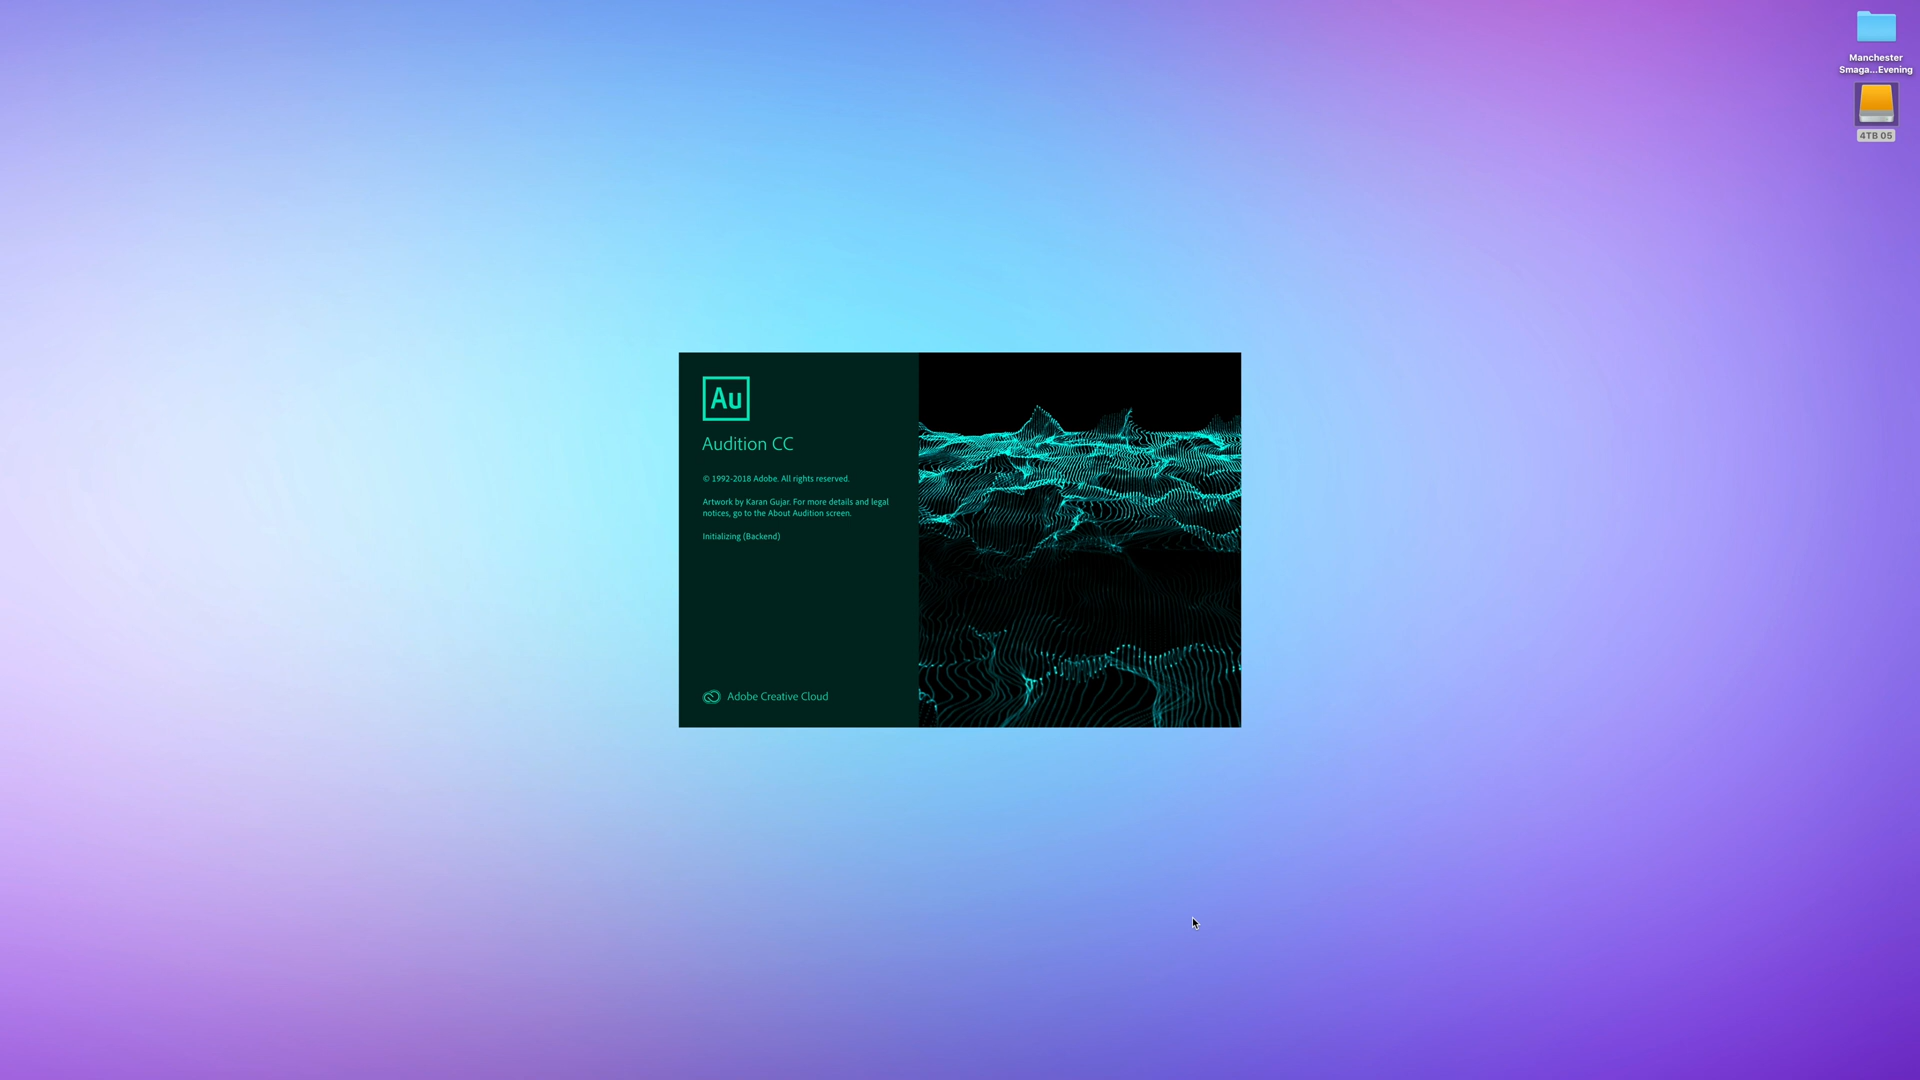 Manchester
Smaga...Evening
4TB 05
Au
Audition CC
© 1992-2018 Adobe. All rights reserved.
Artwork by Karan Gujar. For more details and legal
notices, go to the About Audition screen.
Initializing (Backend)
Adobe Creative Cloud